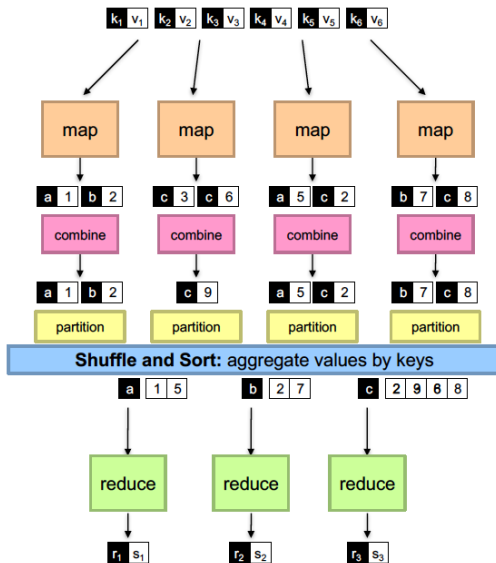 k1 v1 k2 v2 k3 v3 k4 v4 k5 v5 k6 v6
map map map map
a 1 b 2 c 3 c 6 a 5 c 2 b 7 c 8
combine combine combine combine
a 1 b 2 c 9 a 5 c 2 b 7 c 8
partition partition partition partition
Shuffle and Sort: aggregate values by keys
a 1 5 b 2 7 c 2 9 6 8
reduce reduce reduce
r1 s1 r2 s2 r3 s3